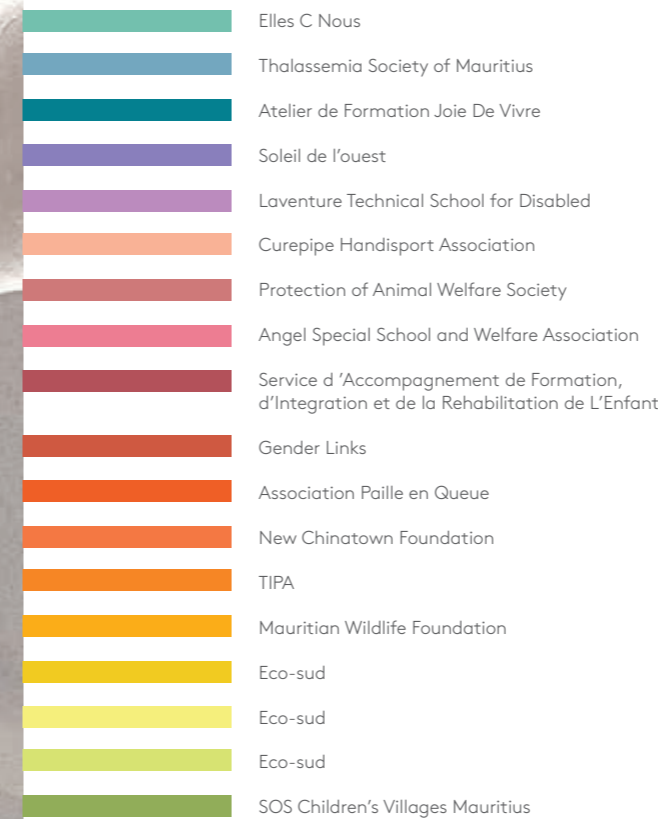 Elles C Nous
Thalassemia Society of Mauritius
Atelier de Formation Joie De Vivre
Soleil de l’ouest
Laventure Technical School for Disabled
Curepipe Handisport Association
Protection of Animal Welfare Society
Angel Special School and Welfare Association
Service d ’Accompagnement de Formation,
d’Integration et de la Rehabilitation de L’Enfant
Gender Links
Association Paille en Queue
New Chinatown Foundation
TIPA
Mauritian Wildlife Foundation
Eco-sud
Eco-sud
Eco-sud
SOS Children’s Villages Mauritius